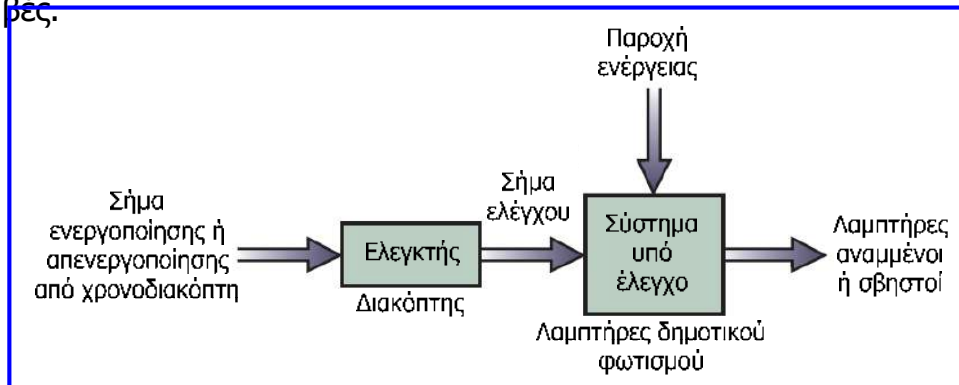 βές.
Παροχή
ενέργειας
Σήμα
ενεργοποίησης ή
απενεργοποίησης
από χρονοδιακόπτη
Ελεγκτής
Διακόπτης
Σήμα
ελέγχου
Σύστημα
υπό
έλεγχο
Λαμπτήρες δημοτικού
φωτισμού
Λαμπτήρες
αναμμένοι
ή σβηστοί